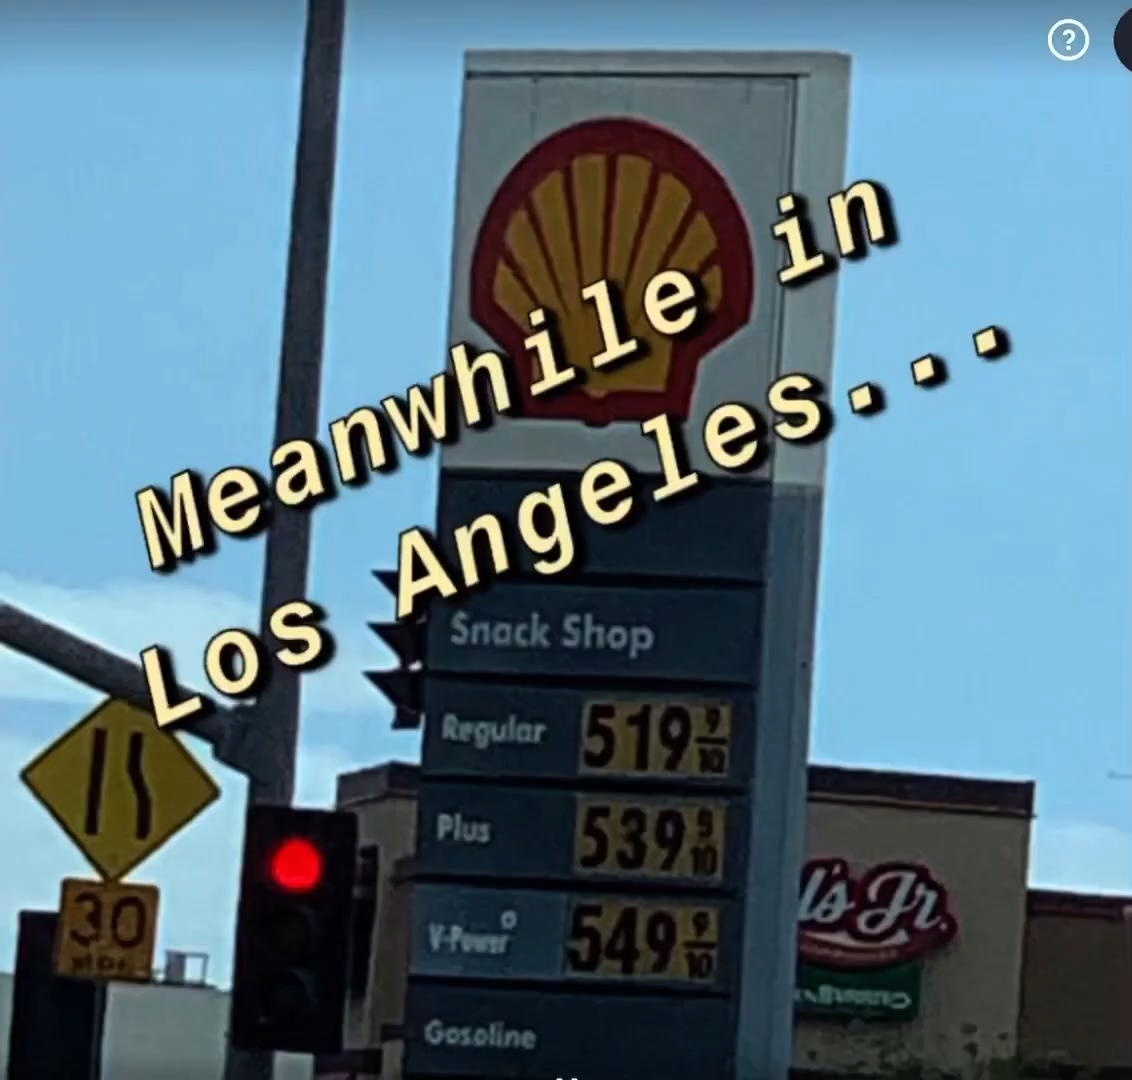 ?
Meanwhile in
Los Angeles...
Snack Shop
Regular 519 9/10
Plus 539 9/10
V-Power 549 9/10
Gasoline
30
Jr.